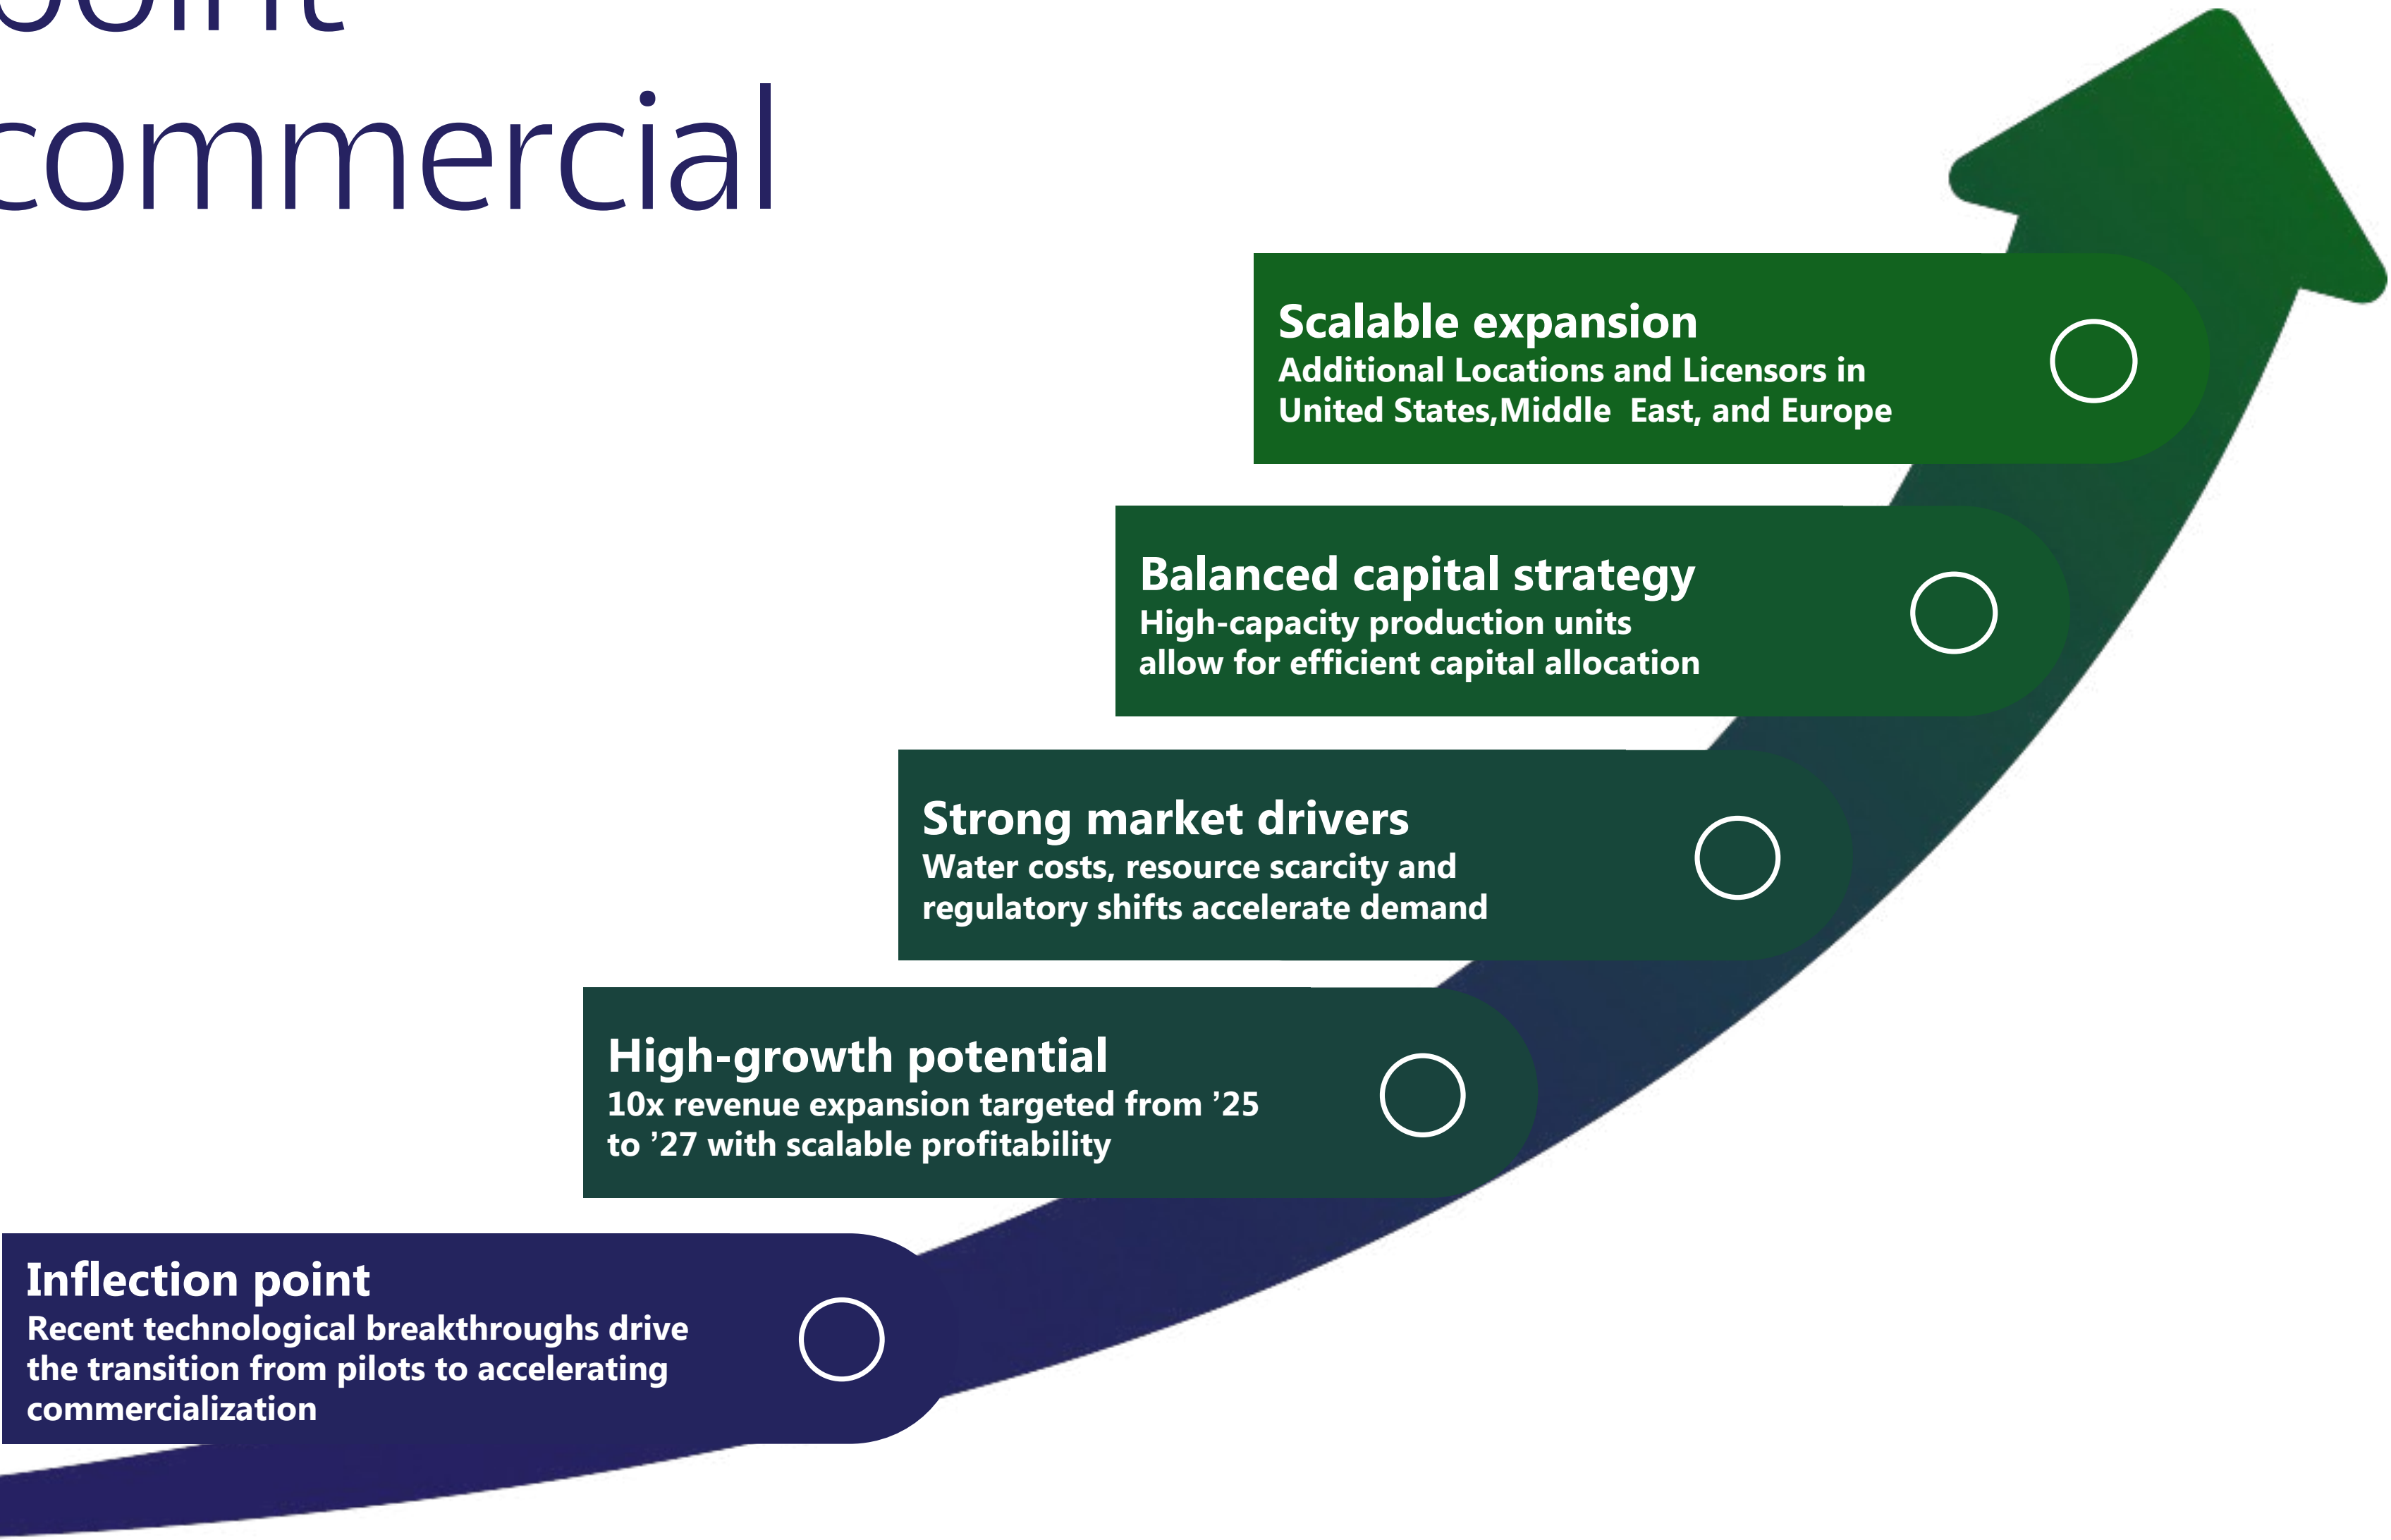 point
commercial
Scalable expansion
Additional Locations and Licensors in
United States,Middle  East, and Europe
Balanced capital strategy
High-capacity production units
allow for efficient capital allocation
Strong market drivers
Water costs, resource scarcity and
regulatory shifts accelerate demand
High-growth potential
10x revenue expansion targeted from ’25
to ’27 with scalable profitability
Inflection point
Recent technological breakthroughs drive
the transition from pilots to accelerating
commercialization